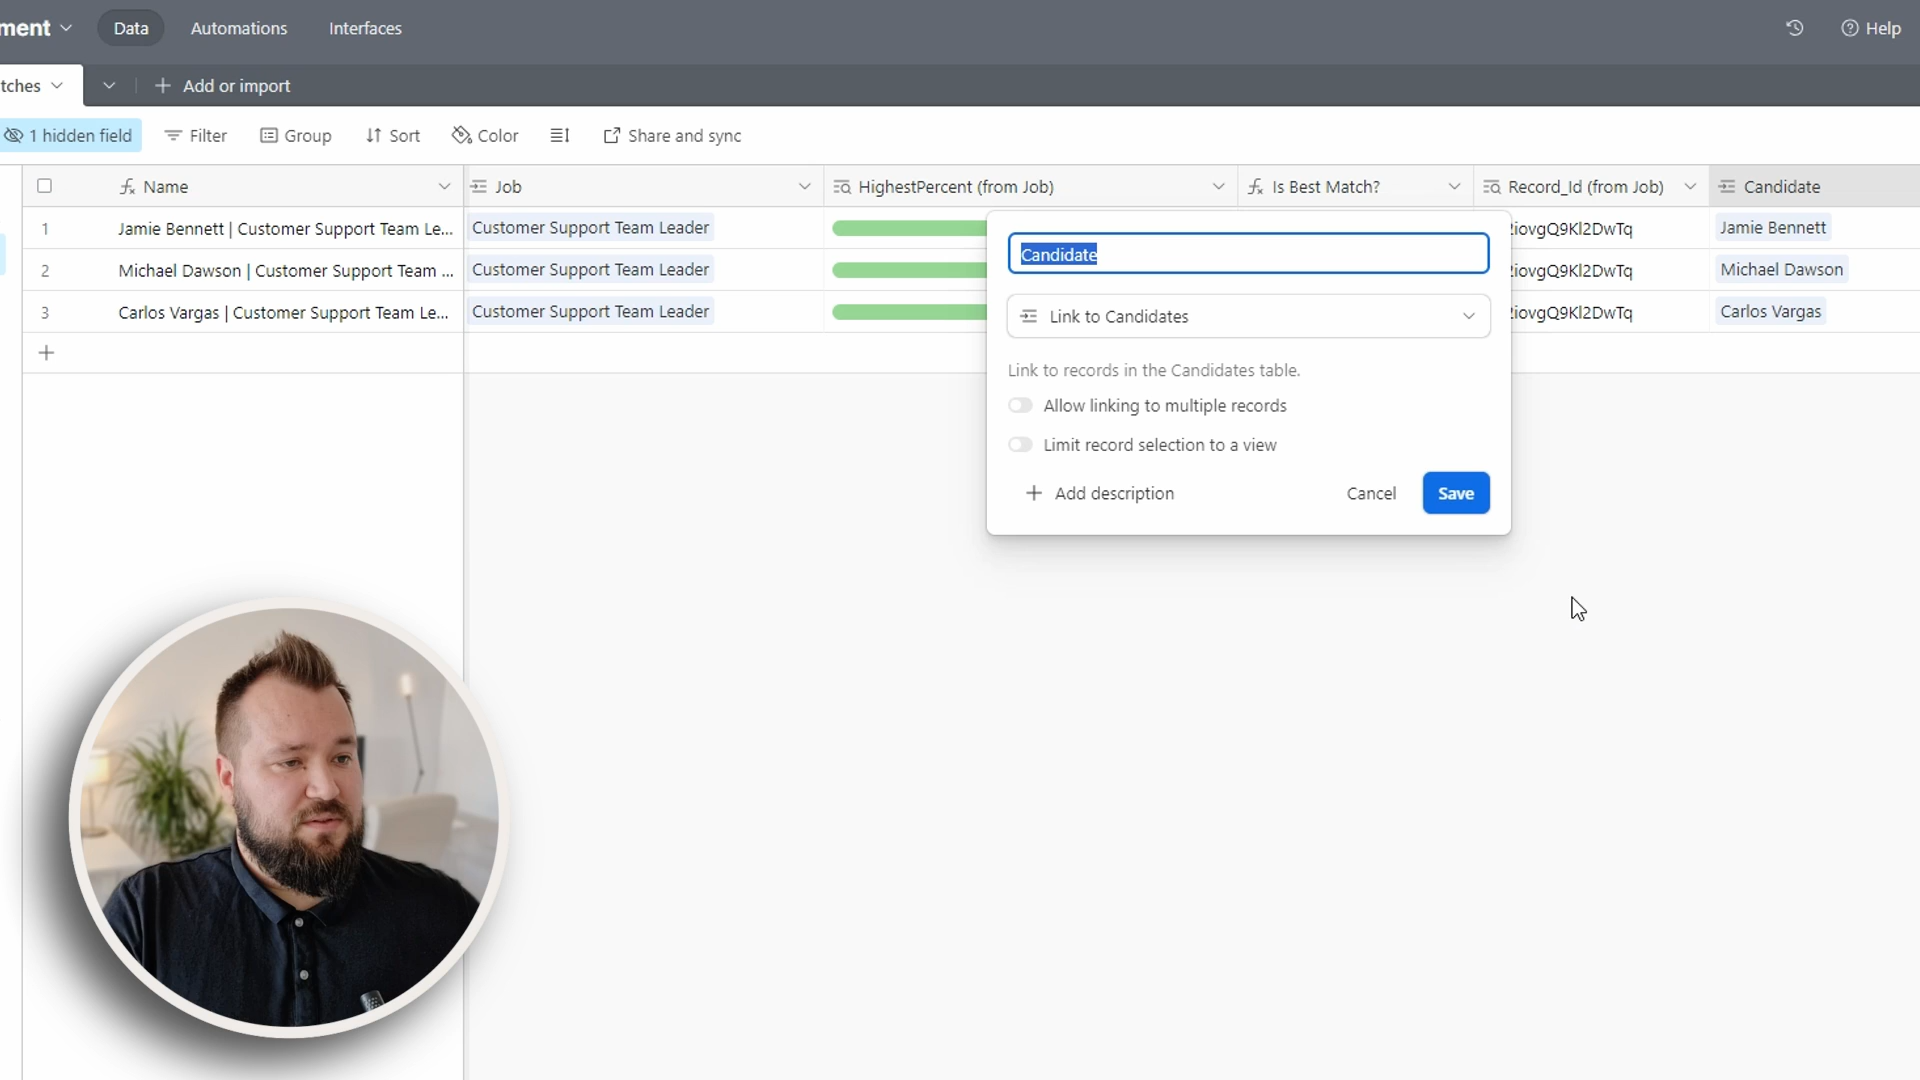 ment Data Automations Interfaces Help
tches Add or import
1 hidden field Filter Group Sort Color Share and sync
Name Job HighestPercent (from Job) Is Best Match? Record_Id (from Job) Candidate
1 Jamie Bennett | Customer Support Team Le... Customer Support Team Leader iovgQ9Kl2DwTq Jamie Bennett
2 Michael Dawson | Customer Support Team ... Customer Support Team Leader iovgQ9Kl2DwTq Michael Dawson
3 Carlos Vargas | Customer Support Team Le... Customer Support Team Leader iovgQ9Kl2DwTq Carlos Vargas
Candidate
Link to Candidates
Link to records in the Candidates table.
Allow linking to multiple records
Limit record selection to a view
Add description Cancel Save